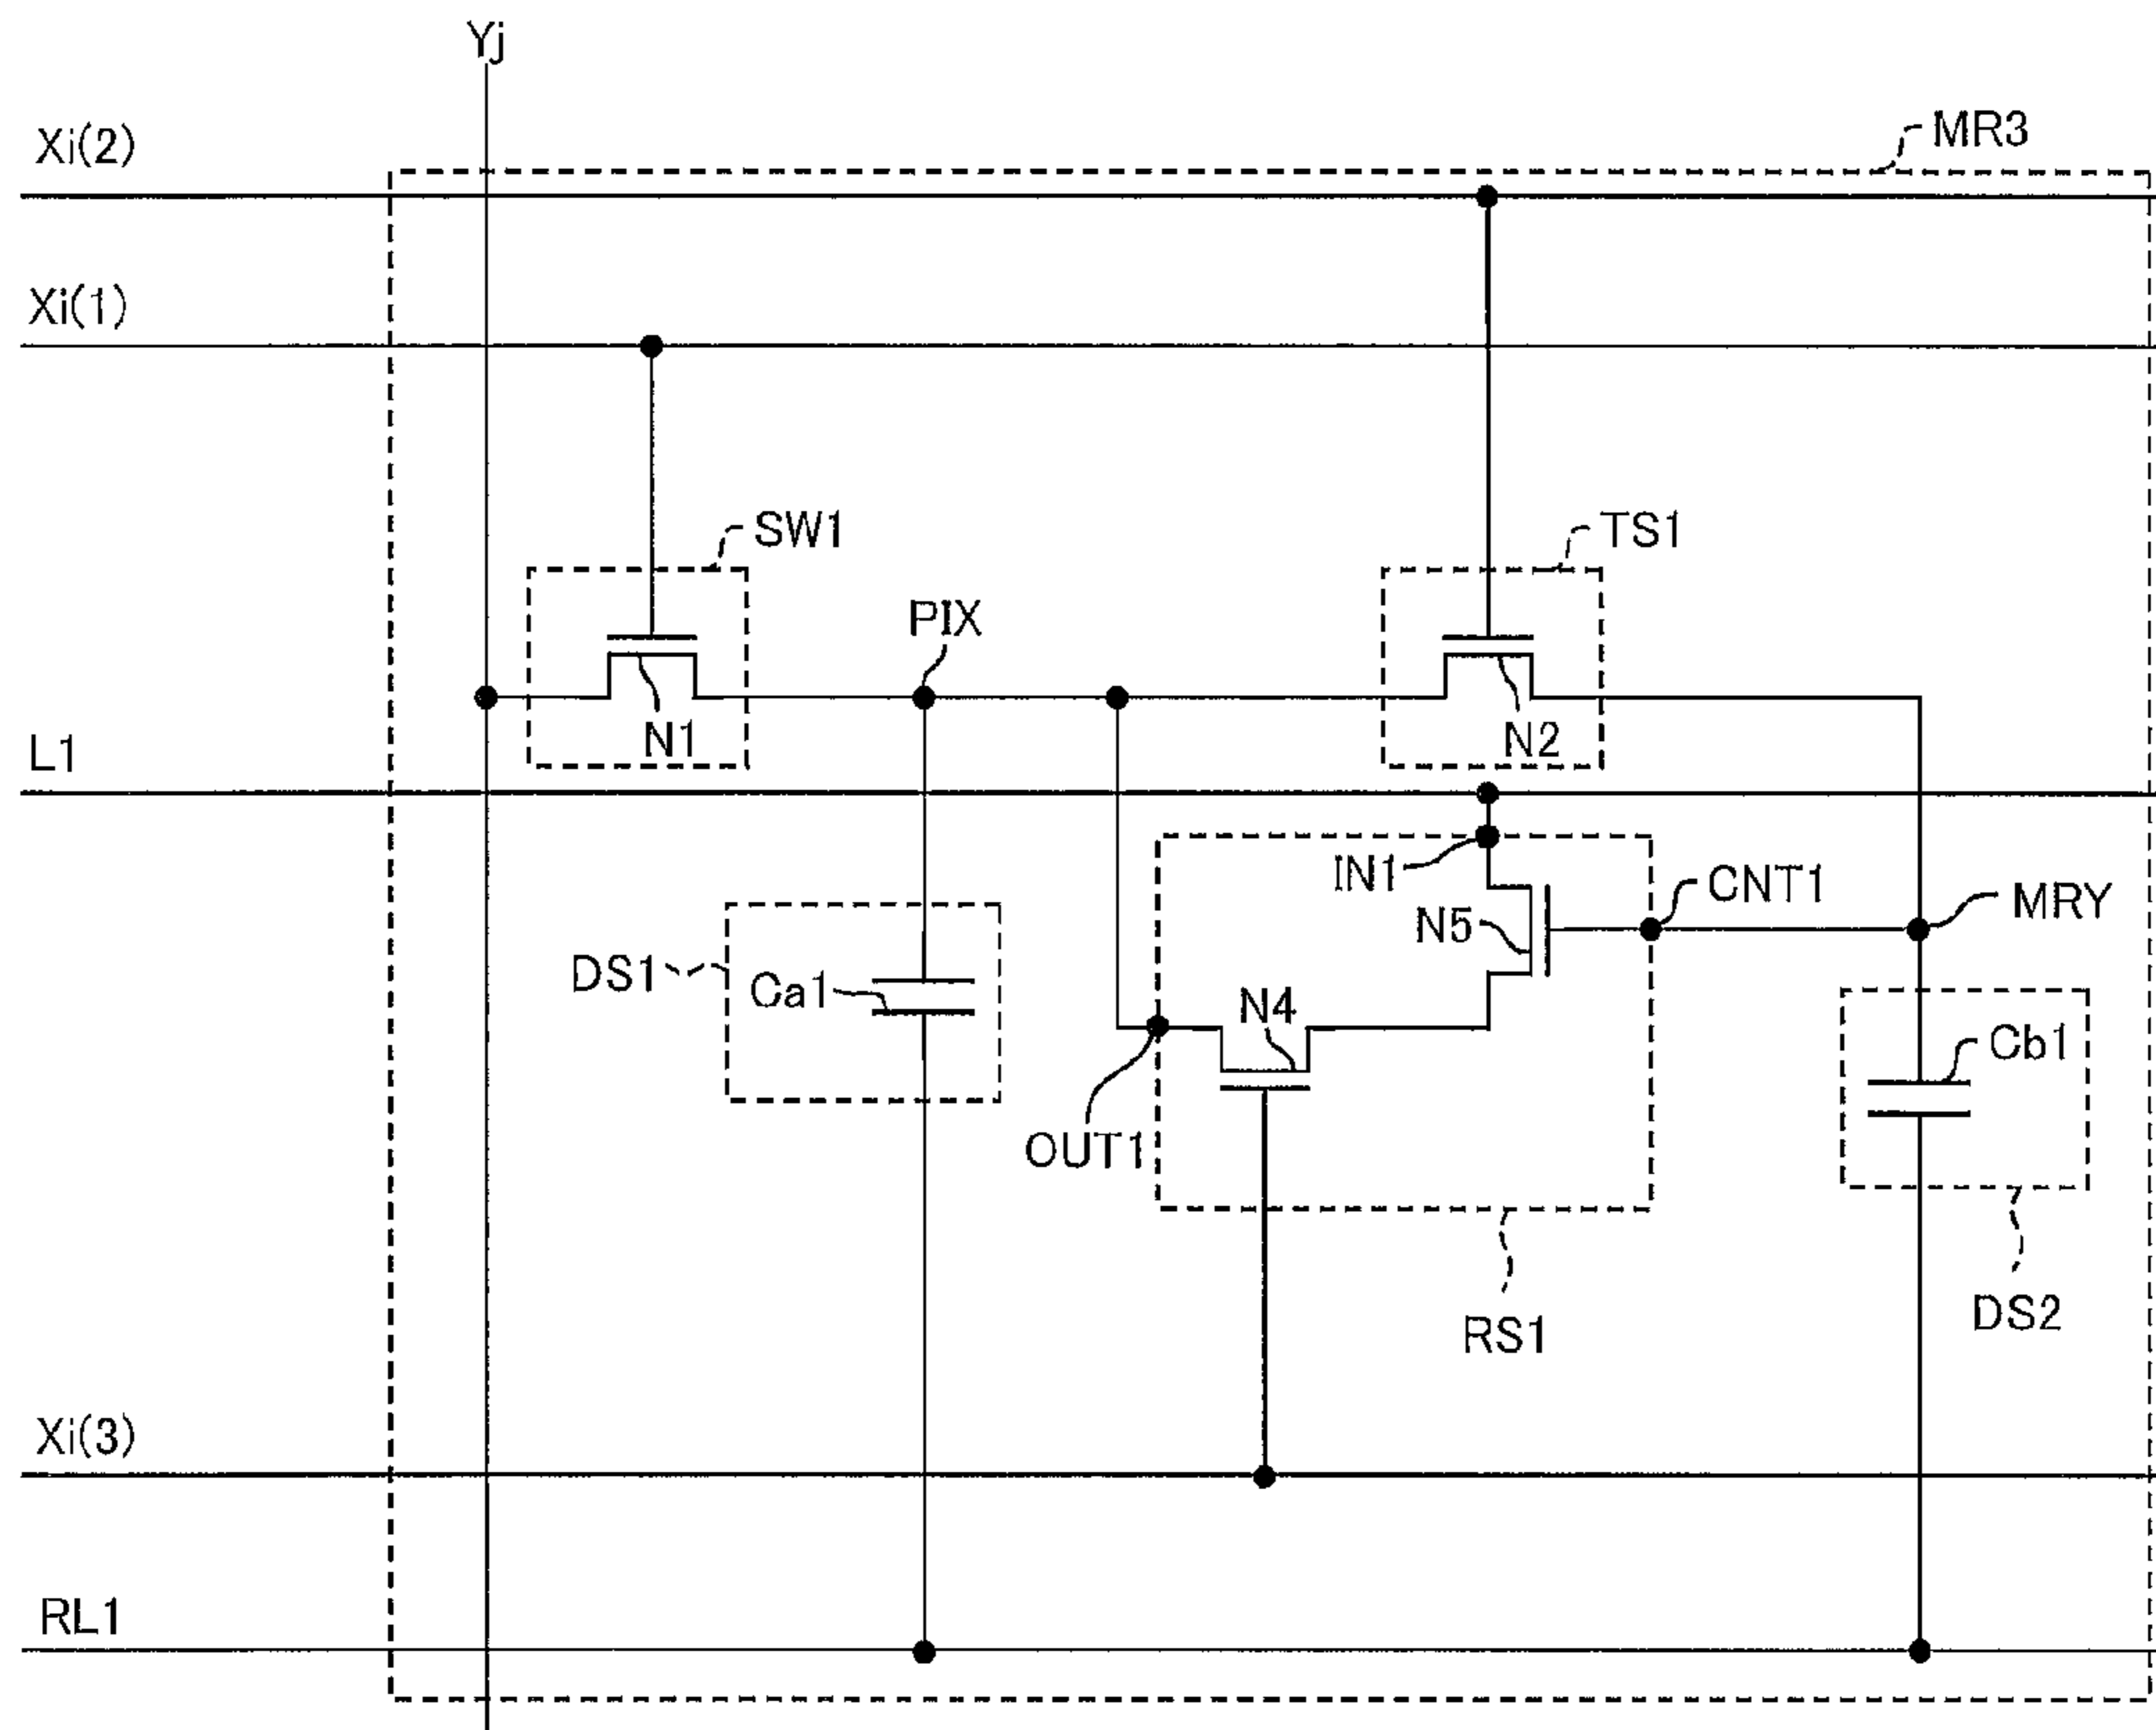 Yj
MR3
Xi(2)
Xi(1)
SW1
TS1
PIX
N1
N2
L1
IN1
CNT1
MRY
N5
DS1
Ca1
N4
Cb1
OUT1
DS2
RS1
Xi(3)
RL1